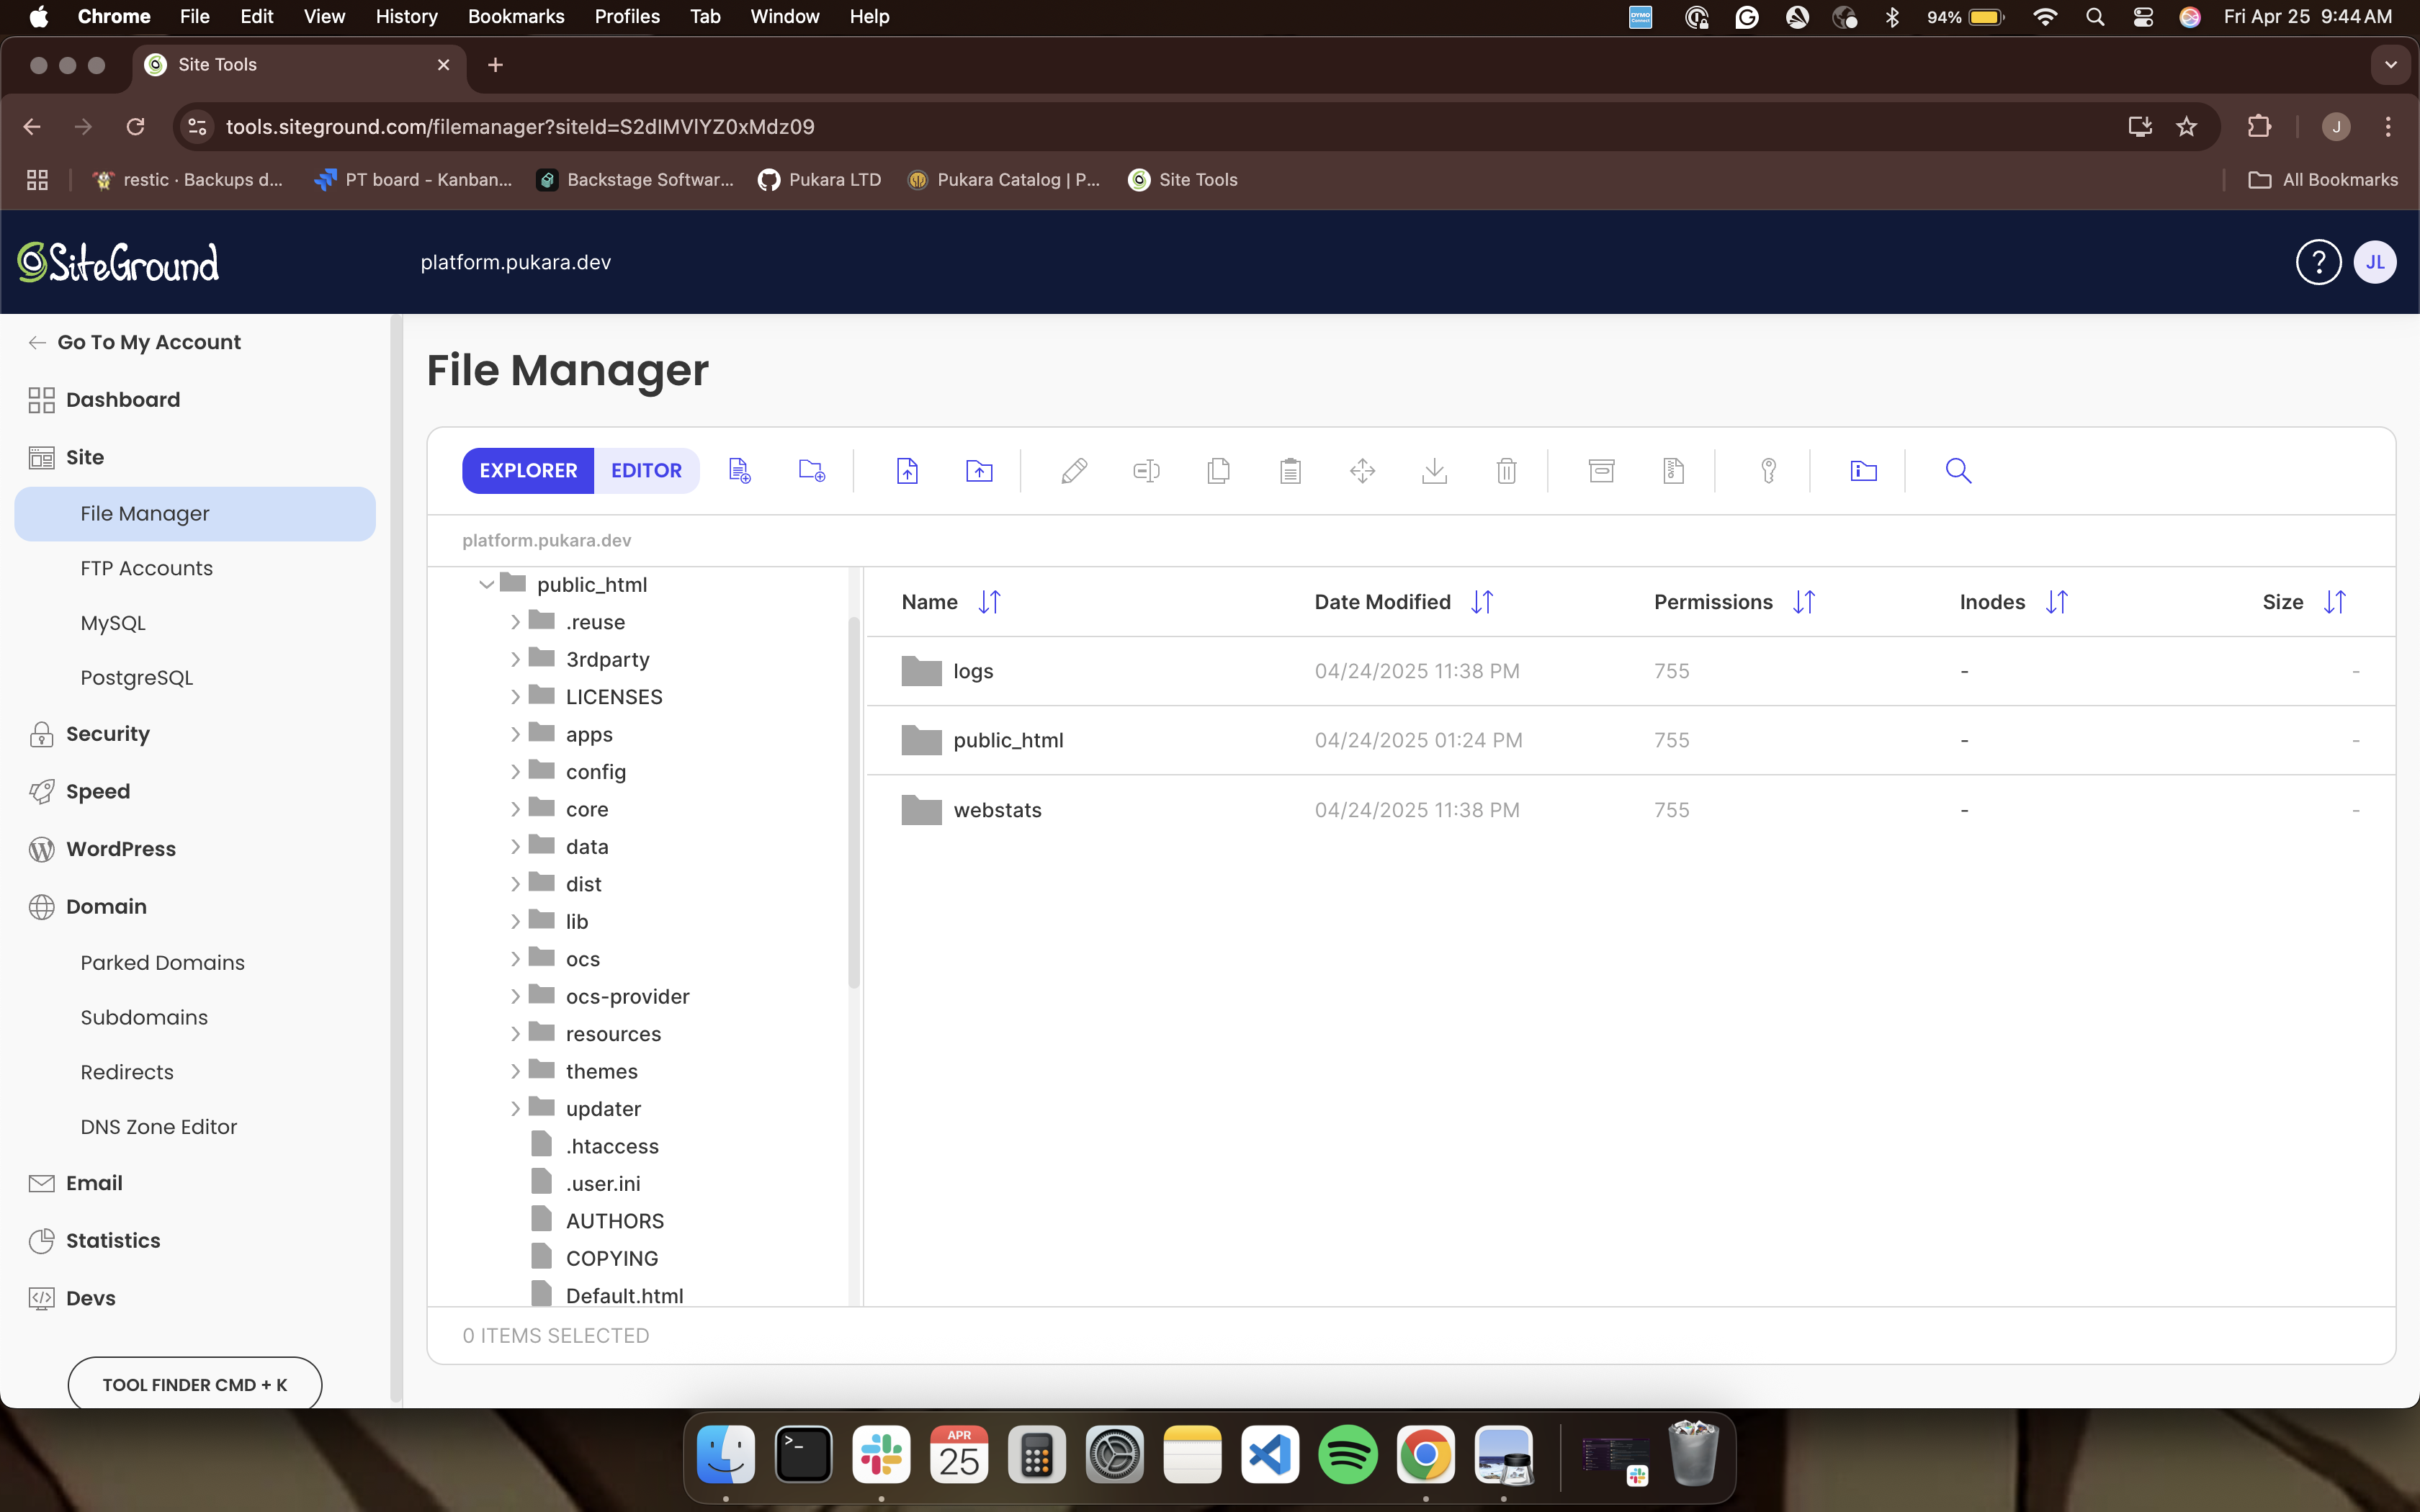 Chrome File Edit View History Bookmarks Profiles Tab Window Help
94% Fri Apr 25 9:44 AM
Site Tools
tools.siteground.com/filemanager?siteId=S2dIMVlYZ0xMdz09
J
restic · Backups d...
PT board - Kanban...
Backstage Softwar...
Pukara LTD
Pukara Catalog | P...
Site Tools
All Bookmarks
SiteGround
platform.pukara.dev
?
JL
Go To My Account
Dashboard
Site
File Manager
FTP Accounts
MySQL
PostgreSQL
Security
Speed
WordPress
Domain
Parked Domains
Subdomains
Redirects
DNS Zone Editor
Email
Statistics
Devs
TOOL FINDER CMD + K
File Manager
EXPLORER EDITOR
platform.pukara.dev
public_html
.reuse
3rdparty
LICENSES
apps
config
core
data
dist
lib
ocs
ocs-provider
resources
themes
updater
.htaccess
.user.ini
AUTHORS
COPYING
Default.html
Name Date Modified Permissions Inodes Size
logs 04/24/2025 11:38 PM 755 - -
public_html 04/24/2025 01:24 PM 755 - -
webstats 04/24/2025 11:38 PM 755 - -
0 ITEMS SELECTED
APR
25